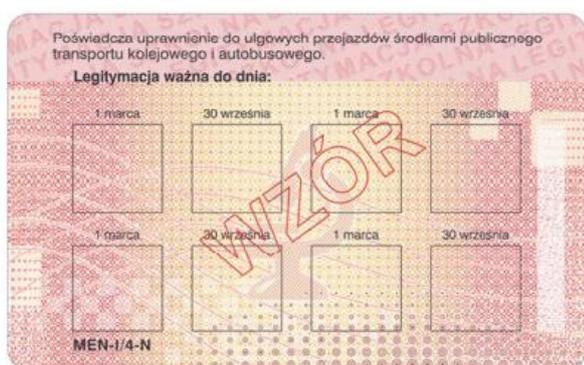 Poświadcza uprawnienie do ulgowych przejazdów środkami publicznego
transportu kolejowego i autobusowego.
Legitymacja ważna do dnia:
1 marca 30 września 1 marca 30 września
WZÓR
1 marca 30 września 1 marca 30 września
MEN-I/4-N